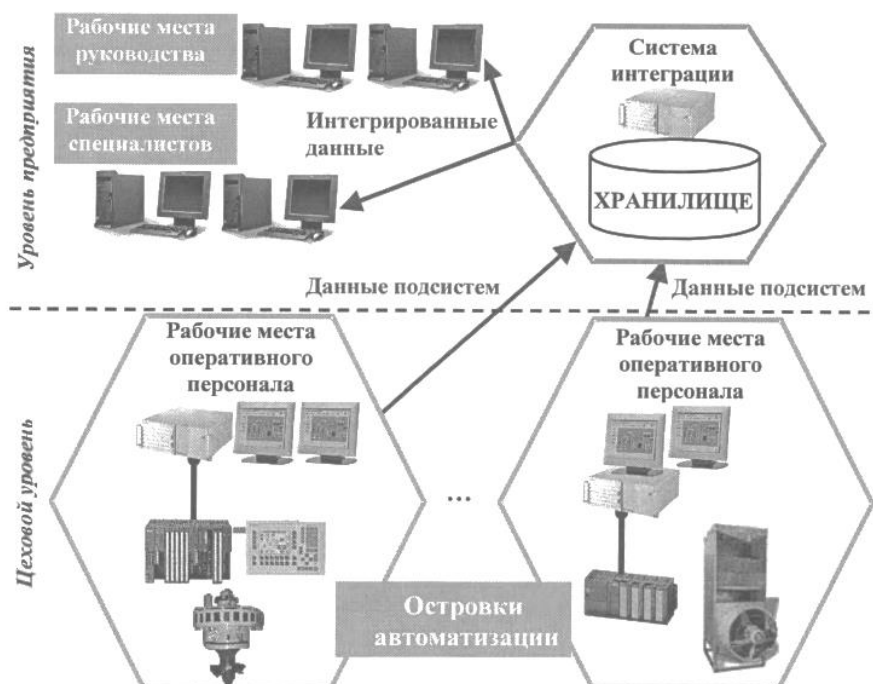 Уровень предприятия
Рабочие места
руководства
Рабочие места
специалистов
Интегрированные
данные
Система
интеграции
ХРАНИЛИЩЕ
Данные подсистем
Данные подсистем
Цеховой уровень
Рабочие места
оперативного
персонала
...
Рабочие места
оперативного
персонала
Островки
автоматизации